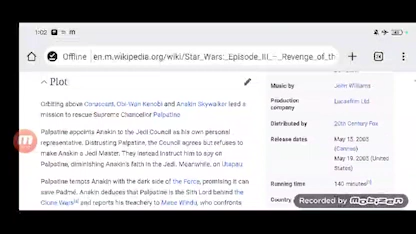 1:02
Offline en.m.wikipedia.org/wiki/Star_Wars:_Episode_III_–_Revenge_of_th
Plot
Orbiting above Coruscant, Obi-Wan Kenobi and Anakin Skywalker lead a
mission to rescue Supreme Chancellor Palpatine
Palpatine appoints Anakin to the Jedi Council as his own personal
representative. Distrusting Palpatine, the Council agrees but refuses to
make Anakin a Jedi Master. They instead instruct him to spy on
Palpatine, diminishing Anakin's faith in the Jedi. Meanwhile, on Utapau
Palpatine tempts Anakin with the dark side of the Force, promising it can
save Padmé. Anakin deduces that Palpatine is the Sith Lord behind the
Clone Wars and reports his treachery to Mace Windu, who confronts
Music by John Williams
Production company Lucasfilm Ltd.
Distributed by 20th Century Fox
Release dates May 15, 2005
(Cannes)
May 19, 2005 (United
States)
Running time 140 minutes
Country
Recorded by mobizen